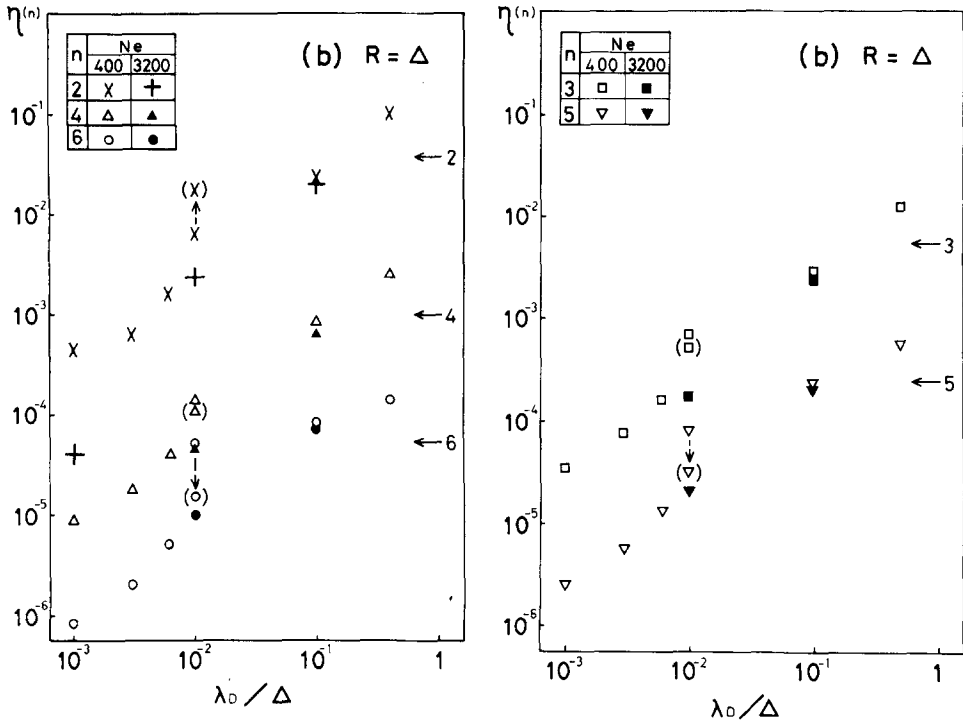 η(n)
(b) R = Δ
n Ne
400 3200
2 X +
4 △ ▲
6 ○ ●
10⁻¹
10⁻²
10⁻³
10⁻⁴
10⁻⁵
10⁻⁶
(X)
(△)
(○)
← 2
← 4
← 6
10⁻³ 10⁻² 10⁻¹ 1
λD/Δ
η(n)
(b) R = Δ
n Ne
400 3200
3 □ ■
5 ▽ ▼
10⁻¹
10⁻²
10⁻³
10⁻⁴
10⁻⁵
10⁻⁶
(□)
(▽)
← 3
← 5
10⁻³ 10⁻² 10⁻¹ 1
λD/Δ